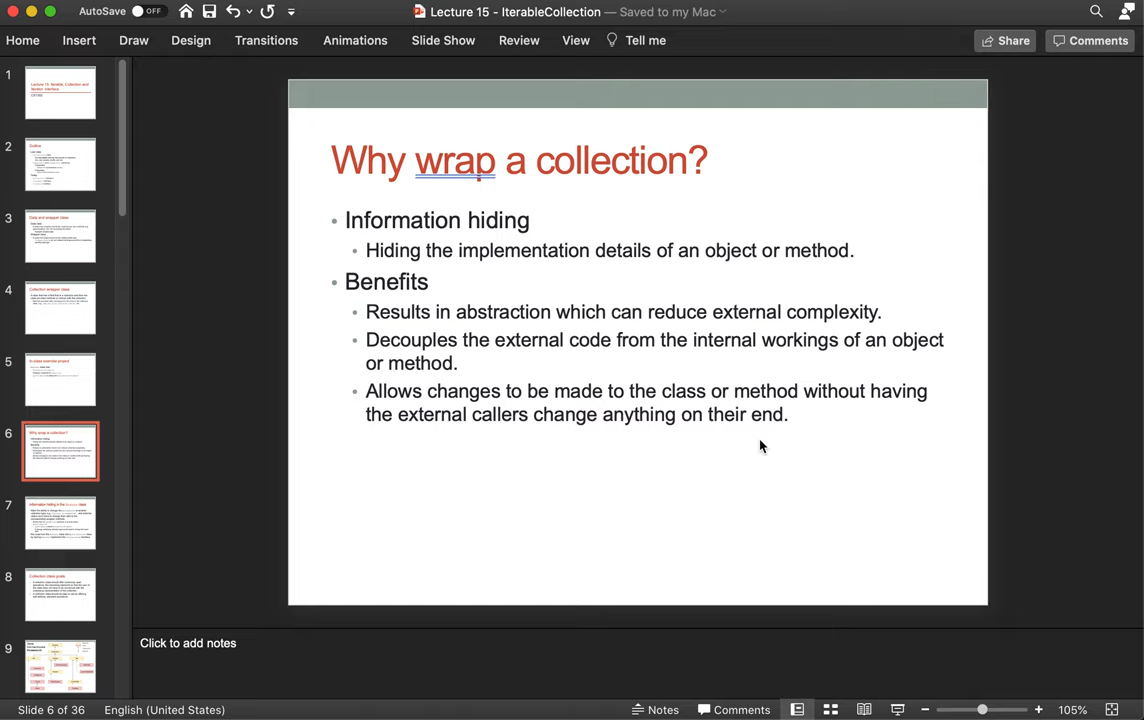 AutoSave OFF
Lecture 15 - IterableCollection — Saved to my Mac
Home Insert Draw Design Transitions Animations Slide Show Review View Tell me Share Comments
1
2
3
4
5
6
7
8
9
Why wrap a collection?
• Information hiding
• Hiding the implementation details of an object or method.
• Benefits
• Results in abstraction which can reduce external complexity.
• Decouples the external code from the internal workings of an object
or method.
• Allows changes to be made to the class or method without having
the external callers change anything on their end.
Click to add notes
Slide 6 of 36 English (United States) Notes Comments 105%